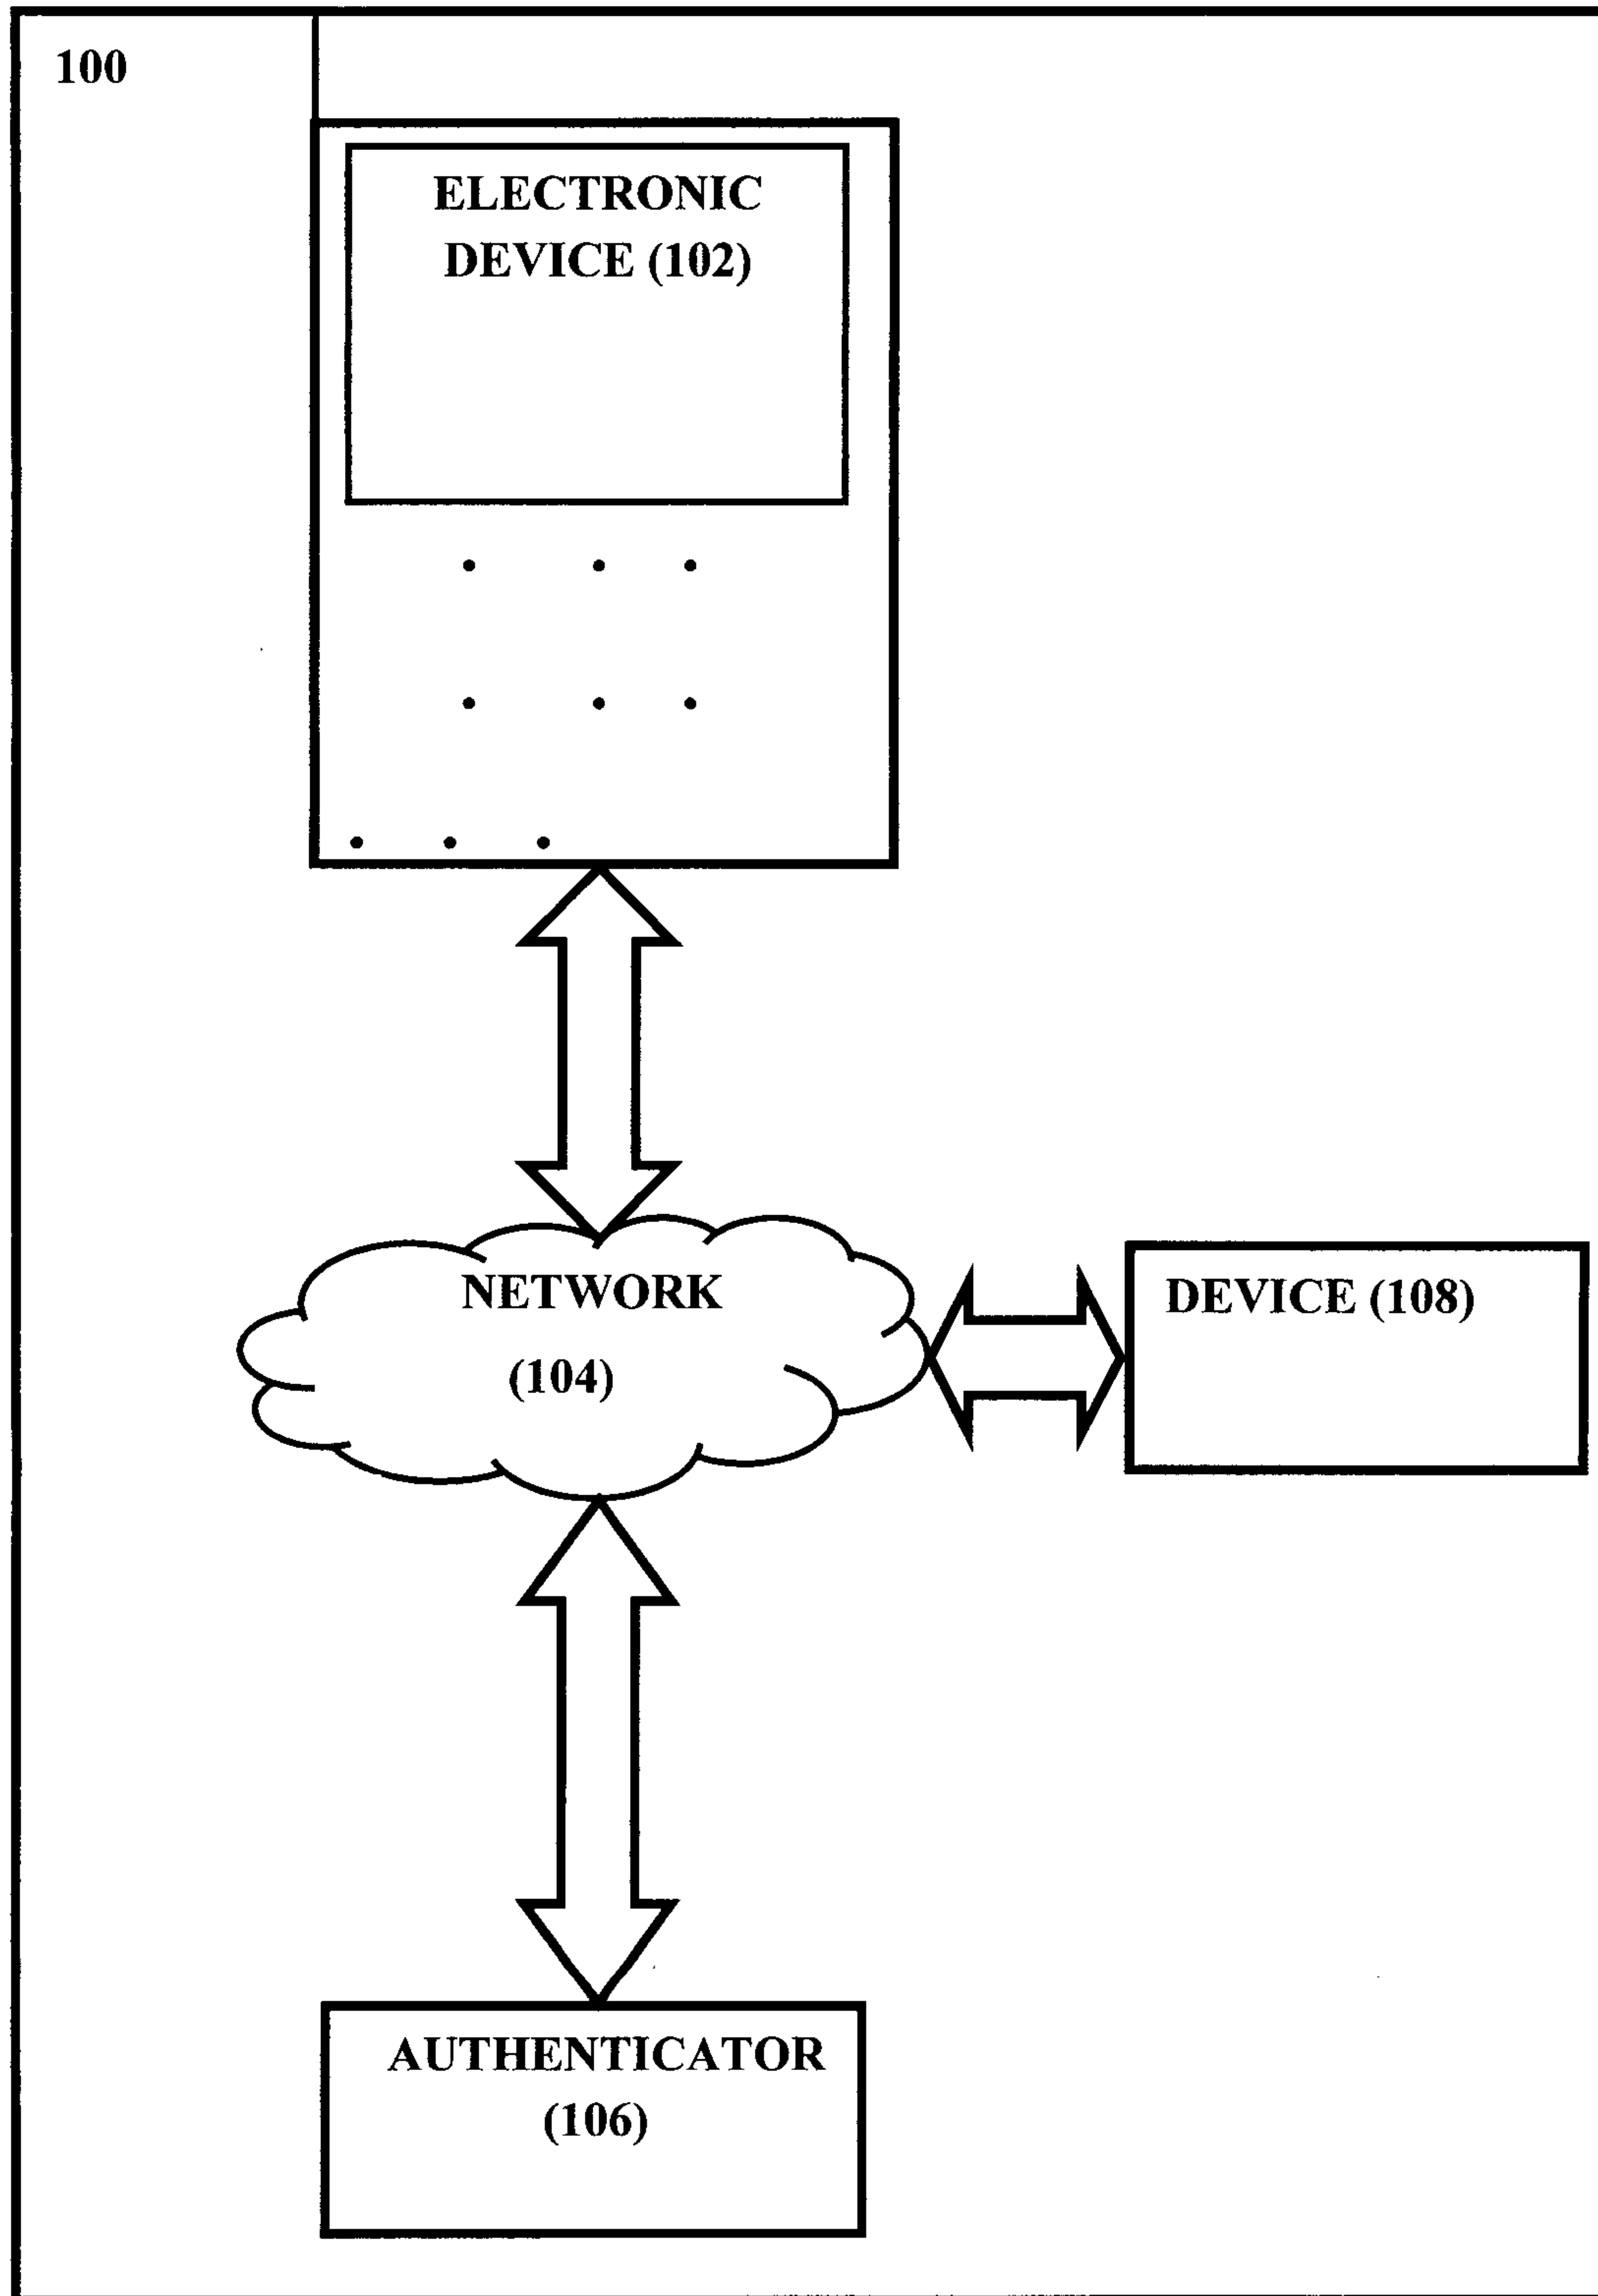 100
ELECTRONIC
DEVICE (102)
NETWORK
(104)
DEVICE (108)
AUTHENTICATOR
(106)